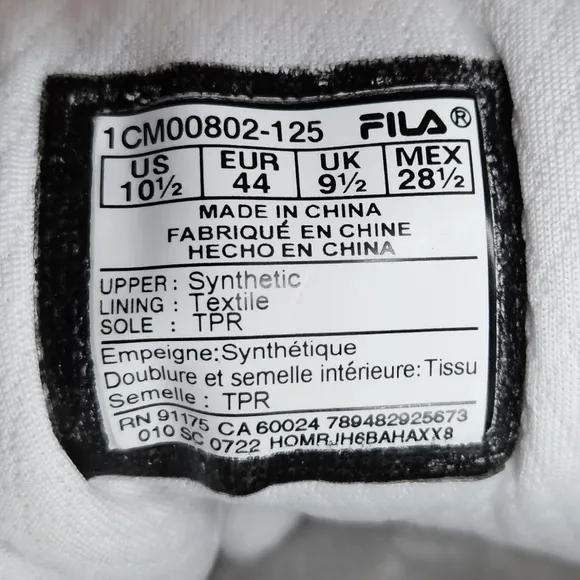 1CM00802-125 FILA®
US EUR UK MEX
10½ 44 9½ 28½
MADE IN CHINA
FABRIQUÉ EN CHINE
HECHO EN CHINA
UPPER : Synthetic
LINING : Textile
SOLE : TPR
Empeigne:Synthétique
Doublure et semelle intérieure:Tissu
Semelle : TPR
RN 91175 CA 60024 789482925673
010 SC 0722 HQMRJH6BAHAXX8